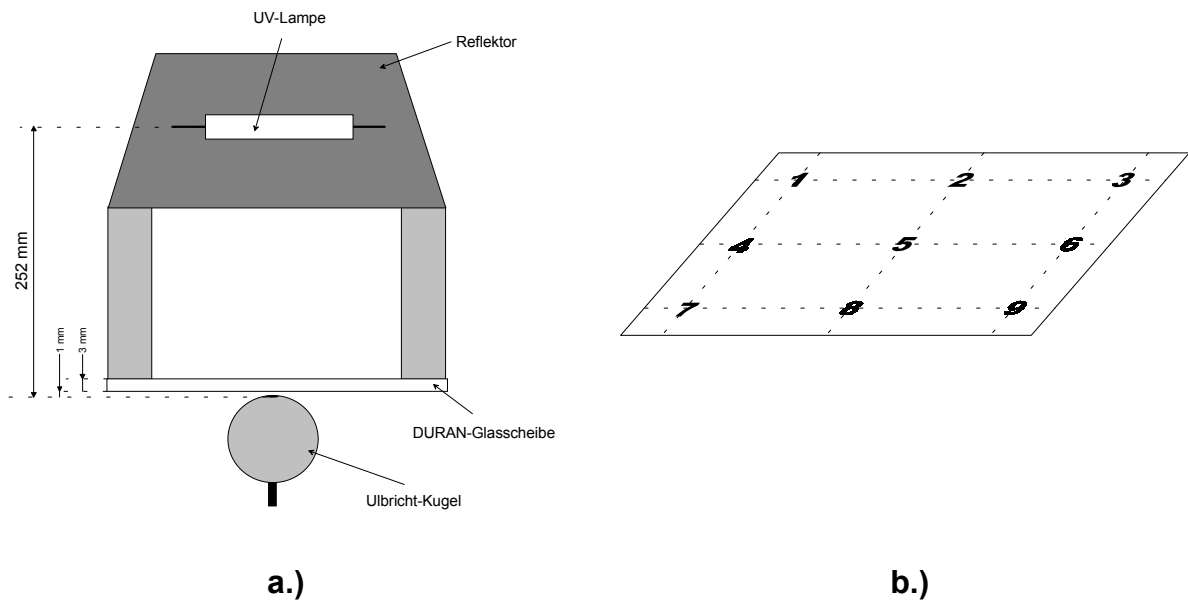 UV-Lampe
Reflektor
252 mm
1 mm
3 mm
DURAN-Glasscheibe
Ulbricht-Kugel
a.)
1 2 3
4 5 6
7 8 9
b.)